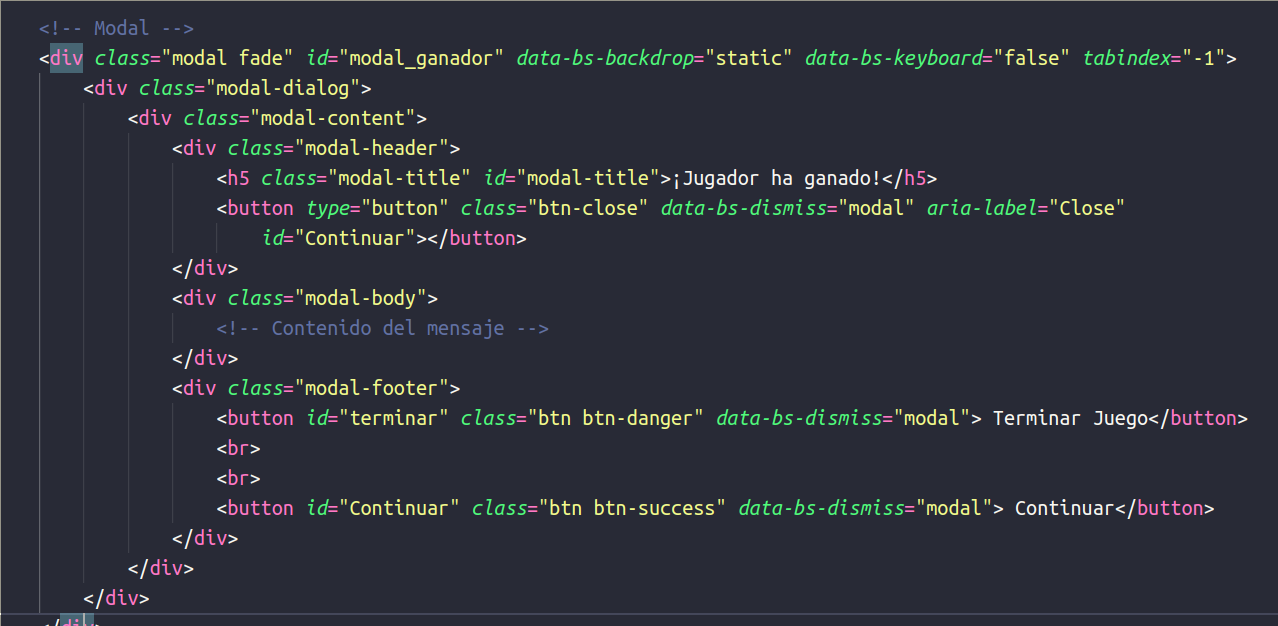 <!-- Modal -->
<div class="modal fade" id="modal_ganador" data-bs-backdrop="static" data-bs-keyboard="false" tabindex="-1">
<div class="modal-dialog">
<div class="modal-content">
<div class="modal-header">
<h5 class="modal-title" id="modal-title">¡Jugador ha ganado!</h5>
<button type="button" class="btn-close" data-bs-dismiss="modal" aria-label="Close"
id="Continuar"></button>
</div>
<div class="modal-body">
<!-- Contenido del mensaje -->
</div>
<div class="modal-footer">
<button id="terminar" class="btn btn-danger" data-bs-dismiss="modal"> Terminar Juego</button>
<br>
<br>
<button id="Continuar" class="btn btn-success" data-bs-dismiss="modal"> Continuar</button>
</div>
</div>
</div>
</div>